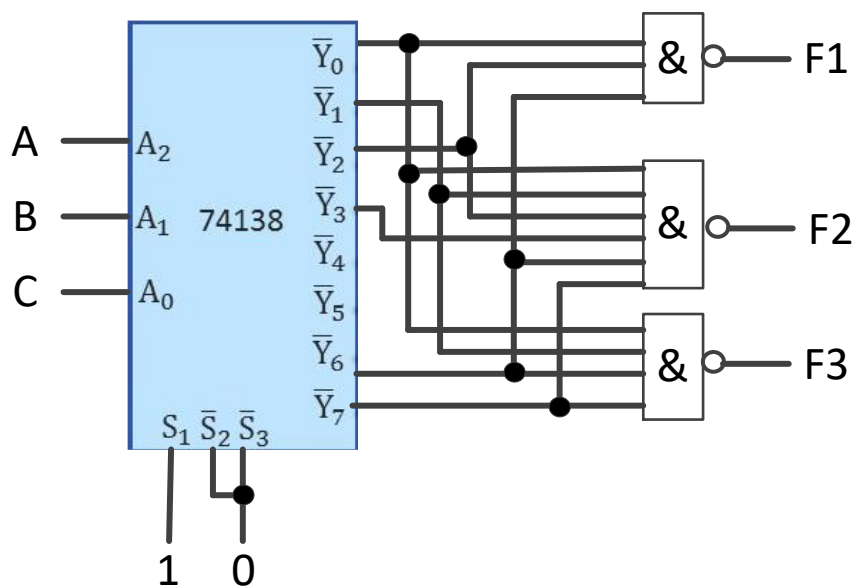 A
B
C
A₂
A₁
A₀
74138
Y̅₀
Y̅₁
Y̅₂
Y̅₃
Y̅₄
Y̅₅
Y̅₆
Y̅₇
S₁ S̅₂ S̅₃
1 0
&
&
&
F1
F2
F3